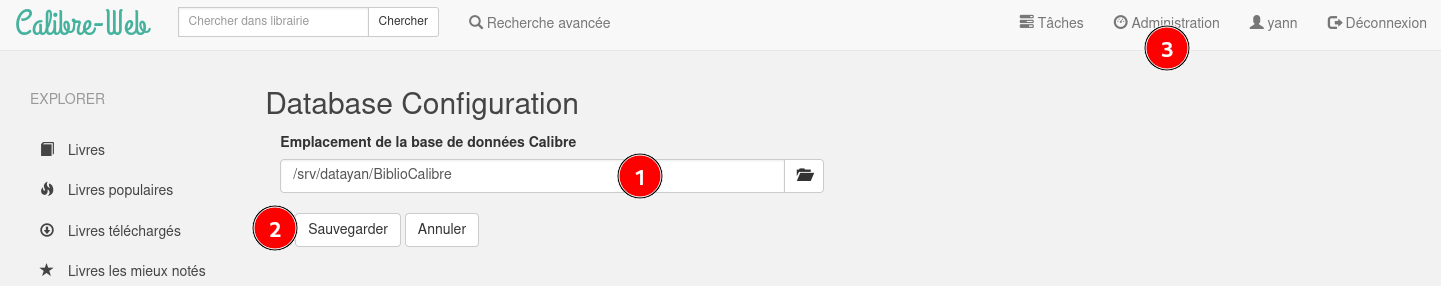 Calibre-Web Chercher dans librairie Chercher Recherche avancée Tâches Administration yann Déconnexion
3
EXPLORER
Database Configuration
Emplacement de la base de données Calibre
Livres
/srv/datayan/BiblioCalibre 1
Livres populaires
2 Sauvegarder Annuler
Livres téléchargés
Livres les mieux notés